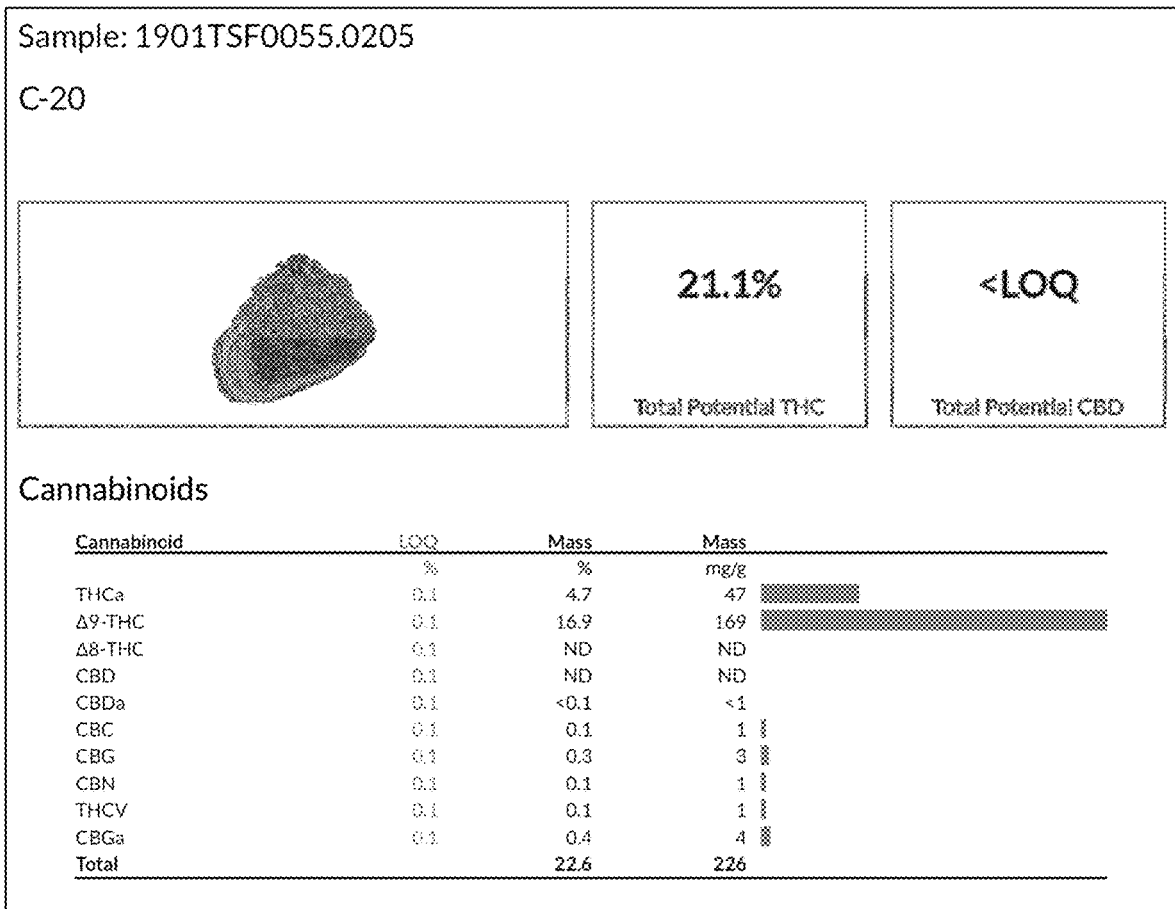 Sample: 1901TSF0055.0205
C-20
21.1%
Total Potential THC
<LOQ
Total Potential CBD
Cannabinoids
Cannabinoid LOQ Mass Mass
% % mg/g
THCa 0.1 4.7 47
Δ9-THC 0.1 16.9 169
Δ8-THC 0.1 ND ND
CBD 0.1 ND ND
CBDa 0.1 <0.1 <1
CBC 0.1 0.1 1
CBG 0.1 0.3 3
CBN 0.1 0.1 1
THCV 0.1 0.1 1
CBGa 0.1 0.4 4
Total 22.6 226